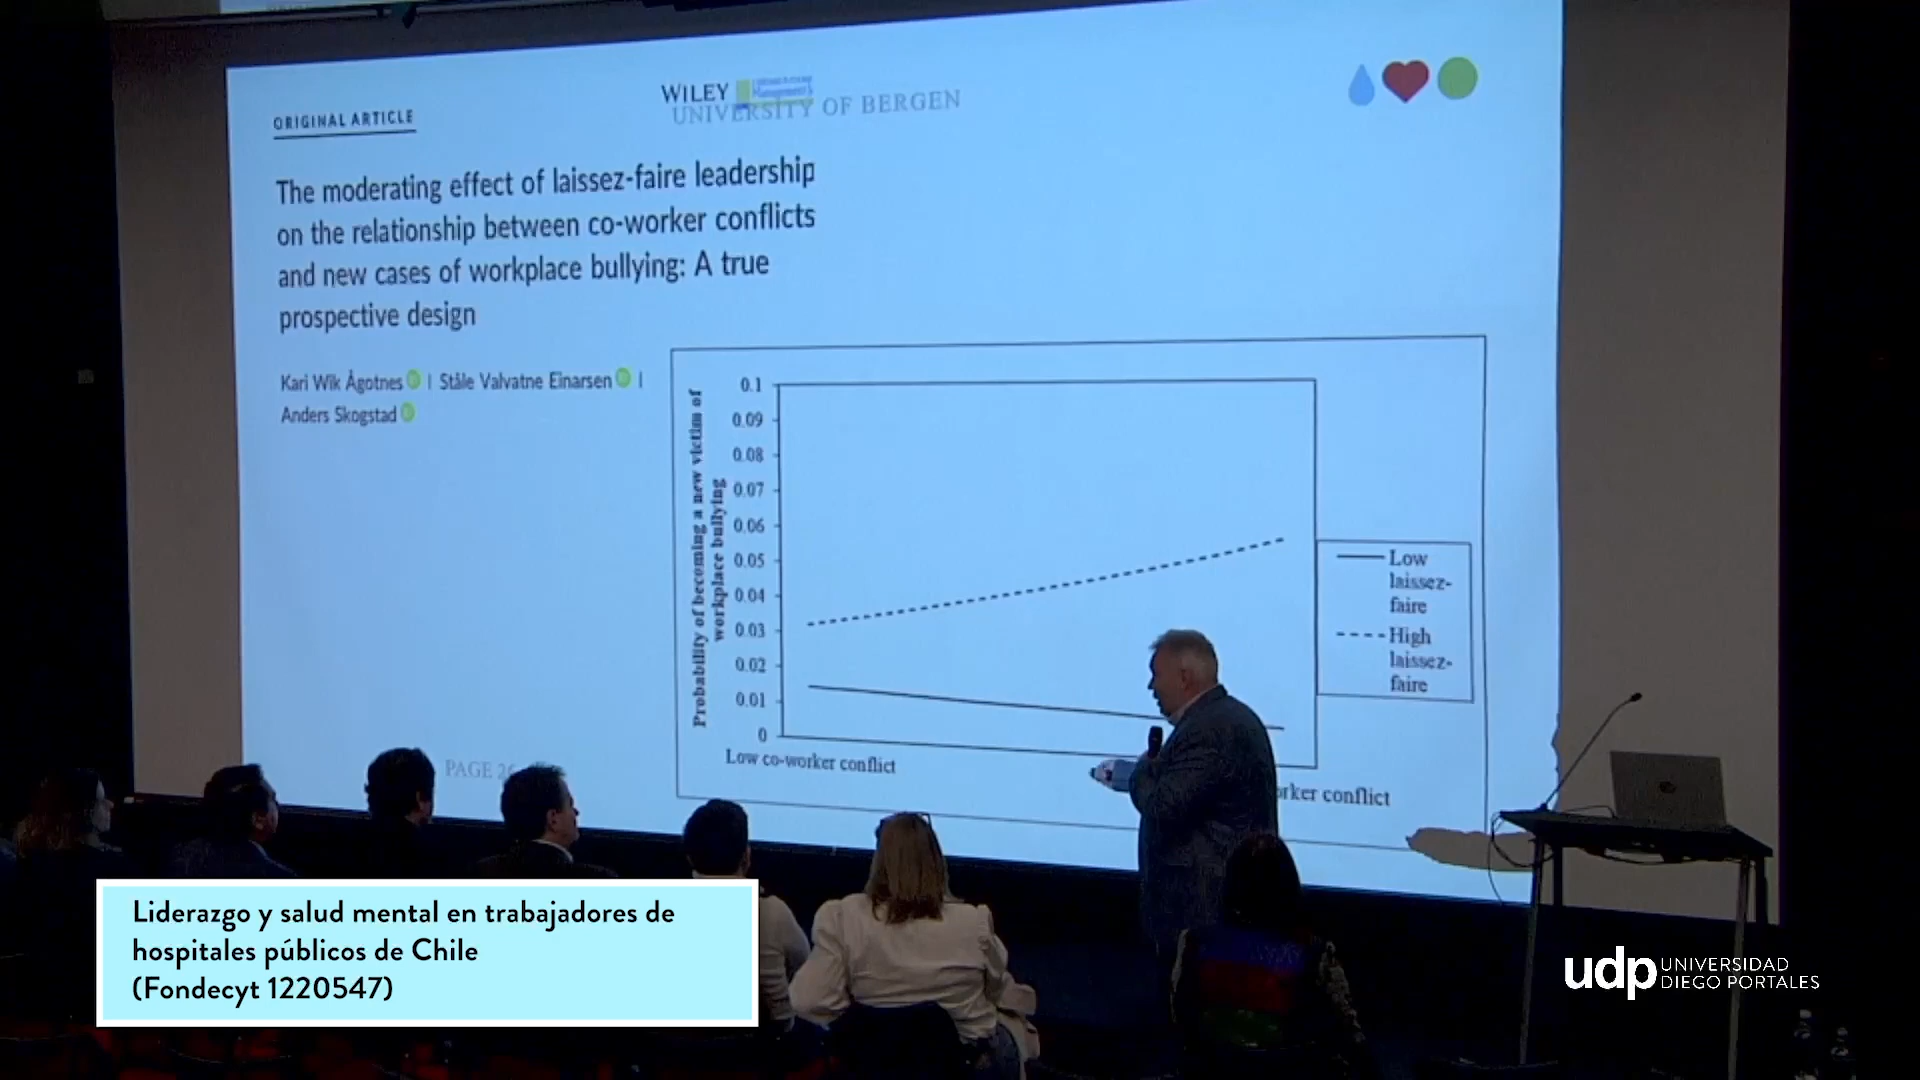 ORIGINAL ARTICLE
WILEY
UNIVERSITY OF BERGEN
The moderating effect of laissez-faire leadership
on the relationship between co-worker conflicts
and new cases of workplace bullying: A true
prospective design
Kari Wik Ågotnes | Ståle Valvatne Einarsen |
Anders Skogstad
Probability of becoming a new victim of
workplace bullying
0.1
0.09
0.08
0.07
0.06
0.05
0.04
0.03
0.02
0.01
0
Low co-worker conflict
conflict
Low
laissez-
faire
High
laissez-
faire
PAGE
Liderazgo y salud mental en trabajadores de
hospitales públicos de Chile
(Fondecyt 1220547)
udp UNIVERSIDAD
DIEGO PORTALES